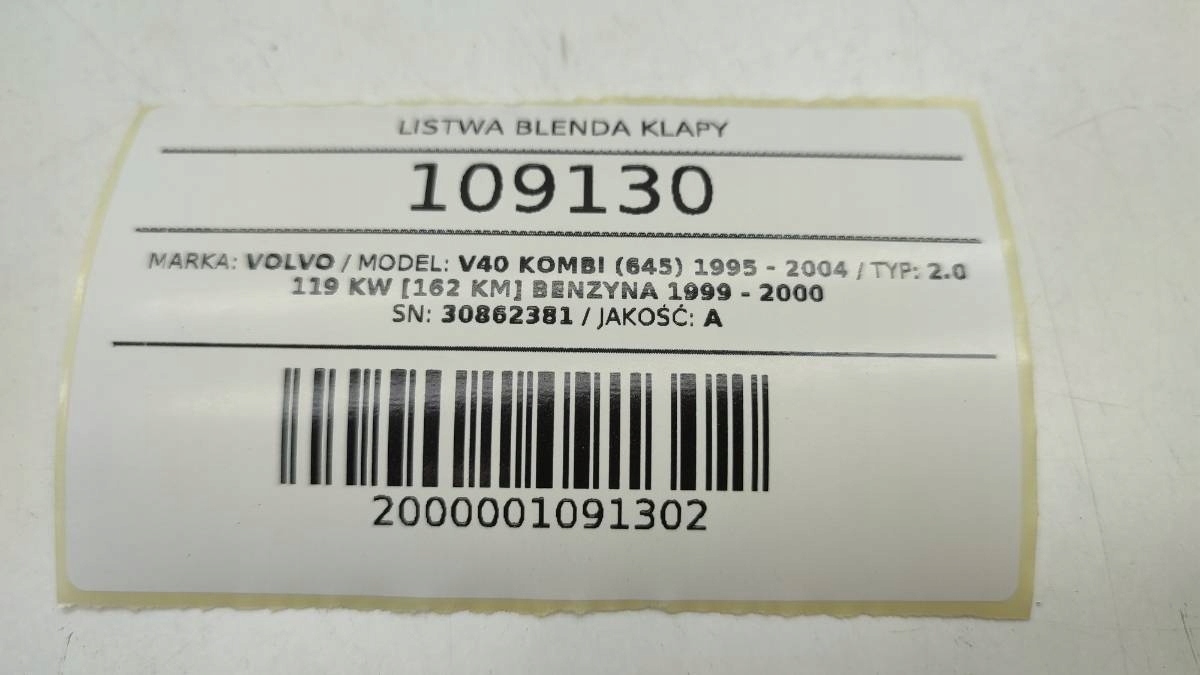 LISTWA BLENDA KLAPY
109130
MARKA: VOLVO / MODEL: V40 KOMBI (645) 1995 - 2004 / TYP: 2.0
119 KW [162 KM] BENZYNA 1999 - 2000
SN: 30862381 / JAKOŚĆ: A
2000001091302